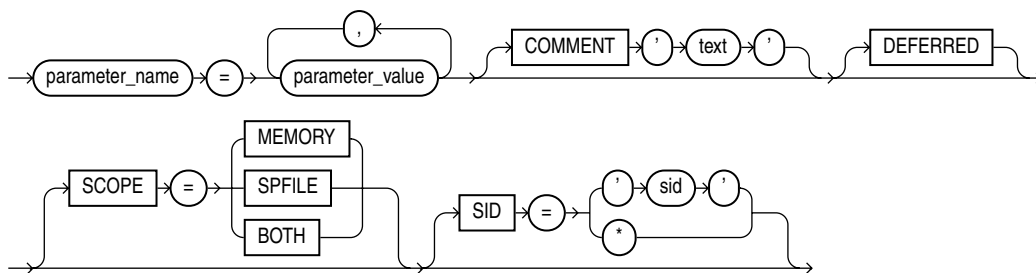 ,
COMMENT ’ text ’ DEFERRED
parameter_name = parameter_value
MEMORY
SCOPE = SPFILE
BOTH
’ sid ’
SID =
*